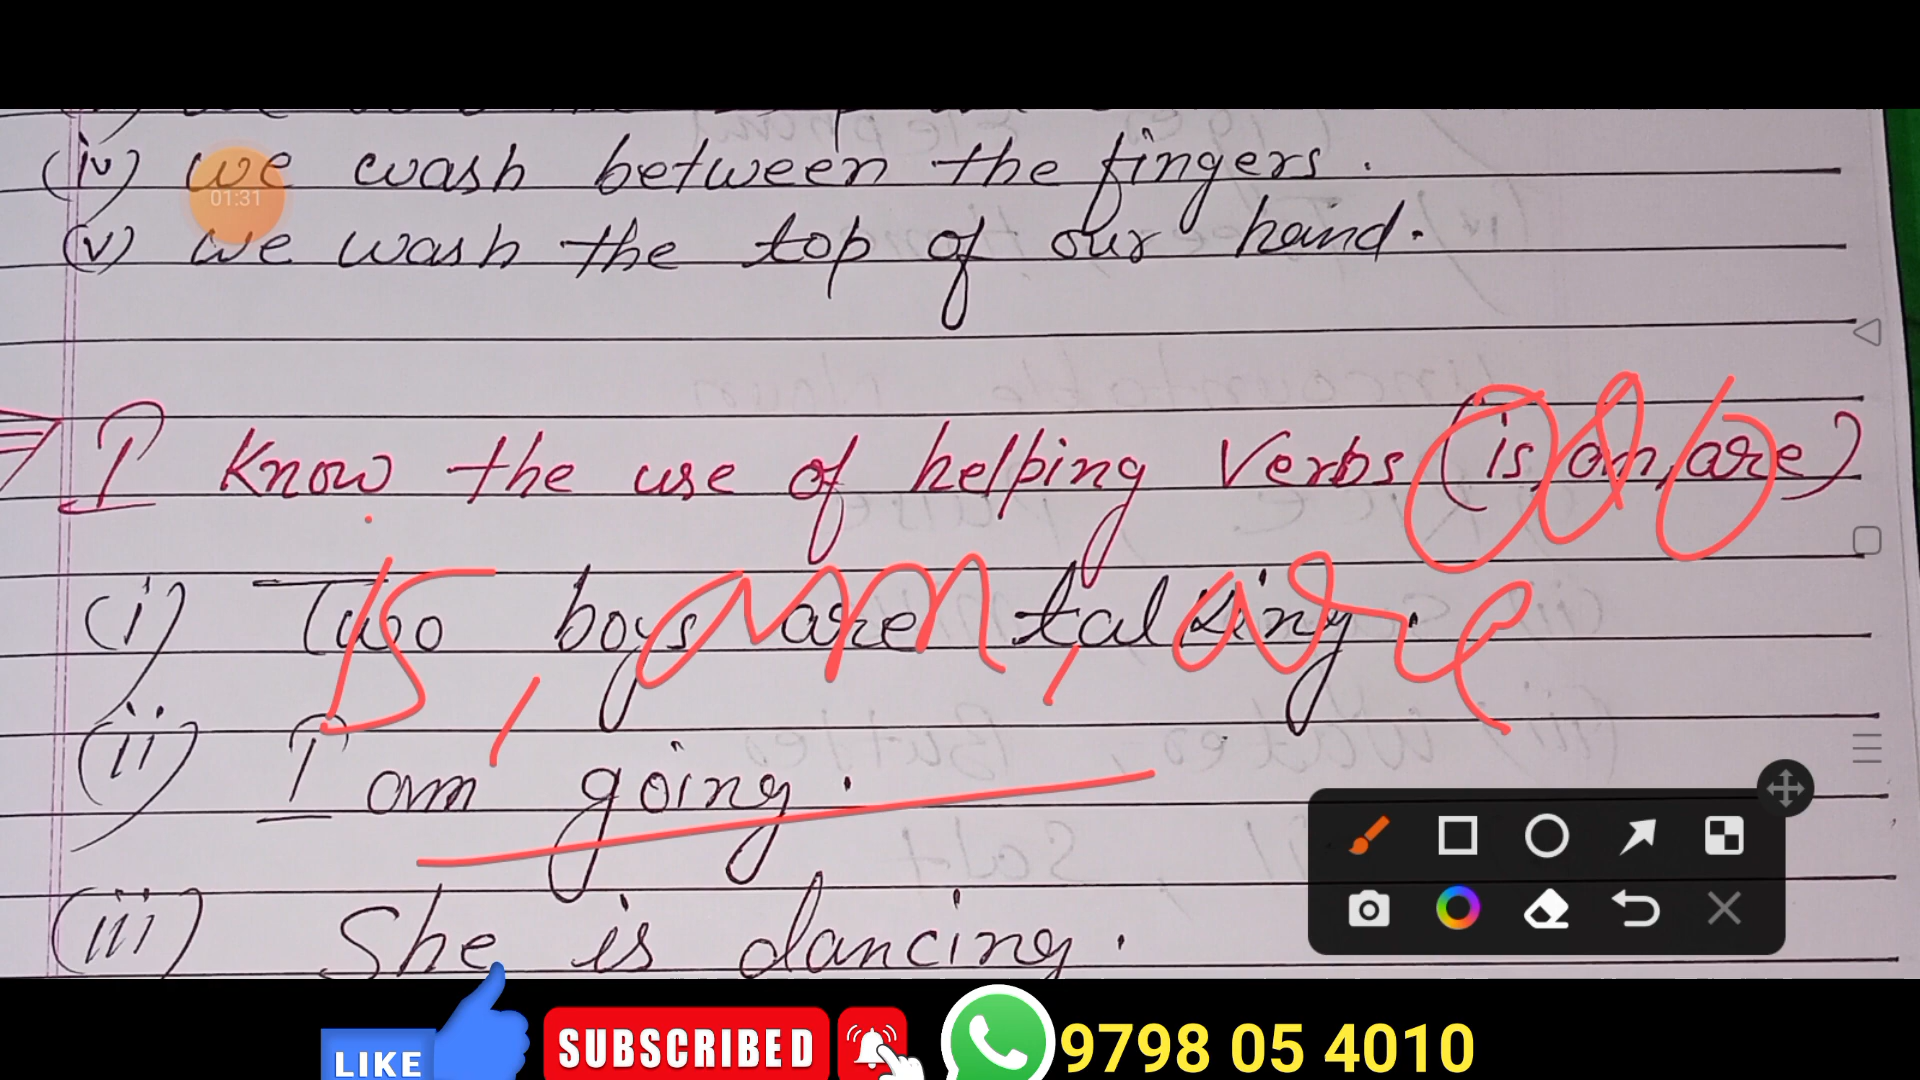 (iv) we wash between the fingers.
01:31
(v) we wash the top of our hand.
I know the use of helping Verbs (is, am, are)
is, am, are
(i) Two boys are talking.
(ii) I am going.
(iii) She is dancing.
LIKE
SUBSCRIBED
9798 05 4010